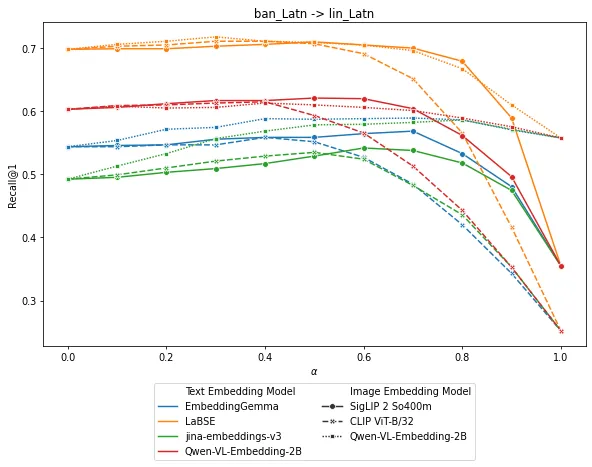 ban_Latn -> lin_Latn
Recall@1
0.7
0.6
0.5
0.4
0.3
0.0
0.2
0.4
0.6
0.8
1.0
α
Text Embedding Model
EmbeddingGemma
LaBSE
jina-embeddings-v3
Qwen-VL-Embedding-2B
Image Embedding Model
SigLIP 2 So400m
CLIP ViT-B/32
Qwen-VL-Embedding-2B